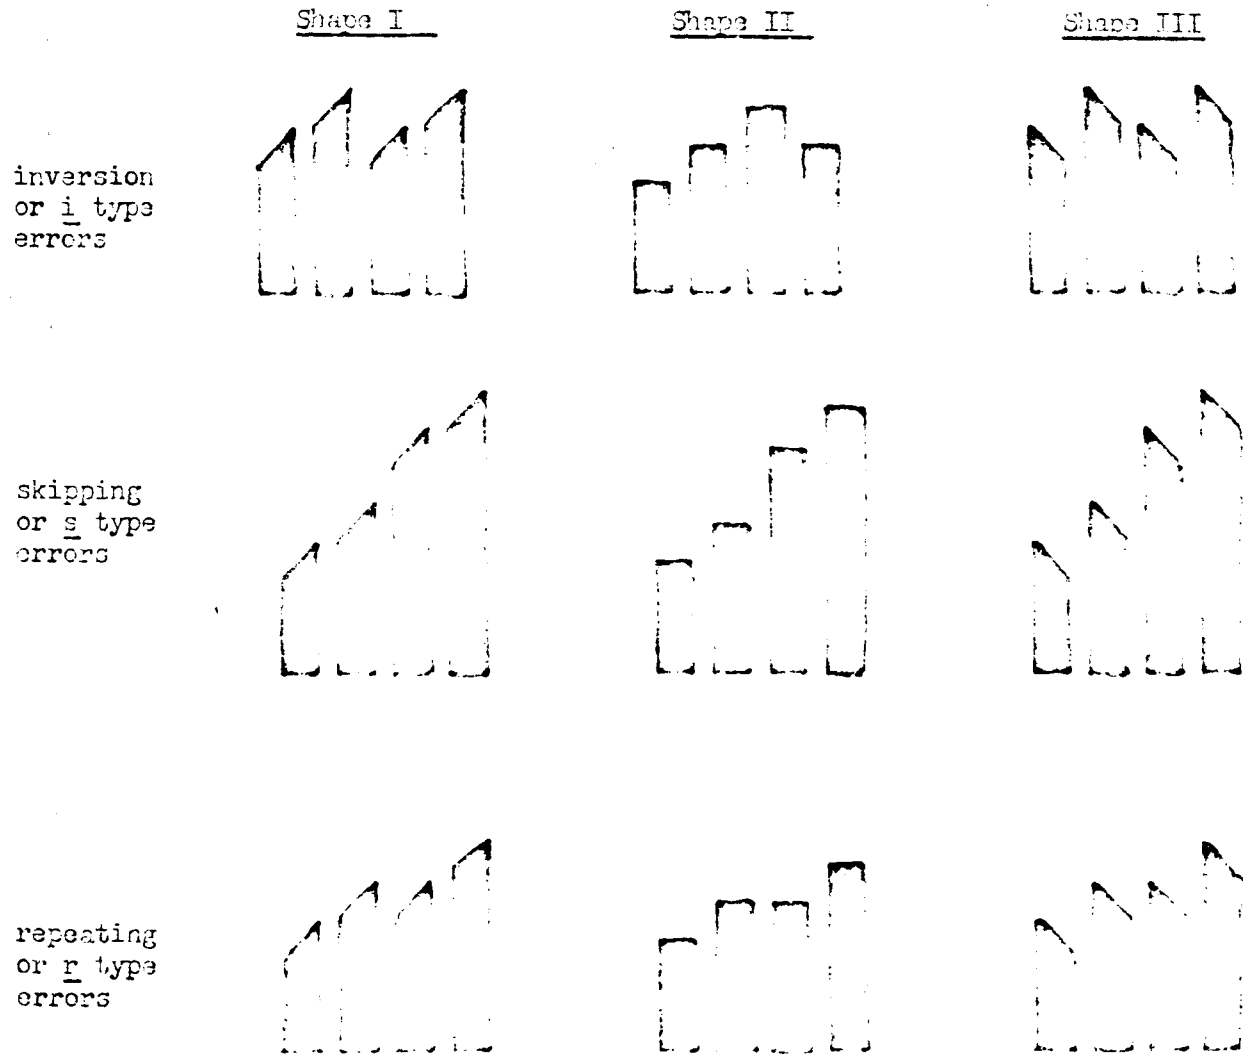 Shape I
Shape II
Shape III
inversion
or i type
errors
skipping
or s type
errors
repeating
or r type
errors